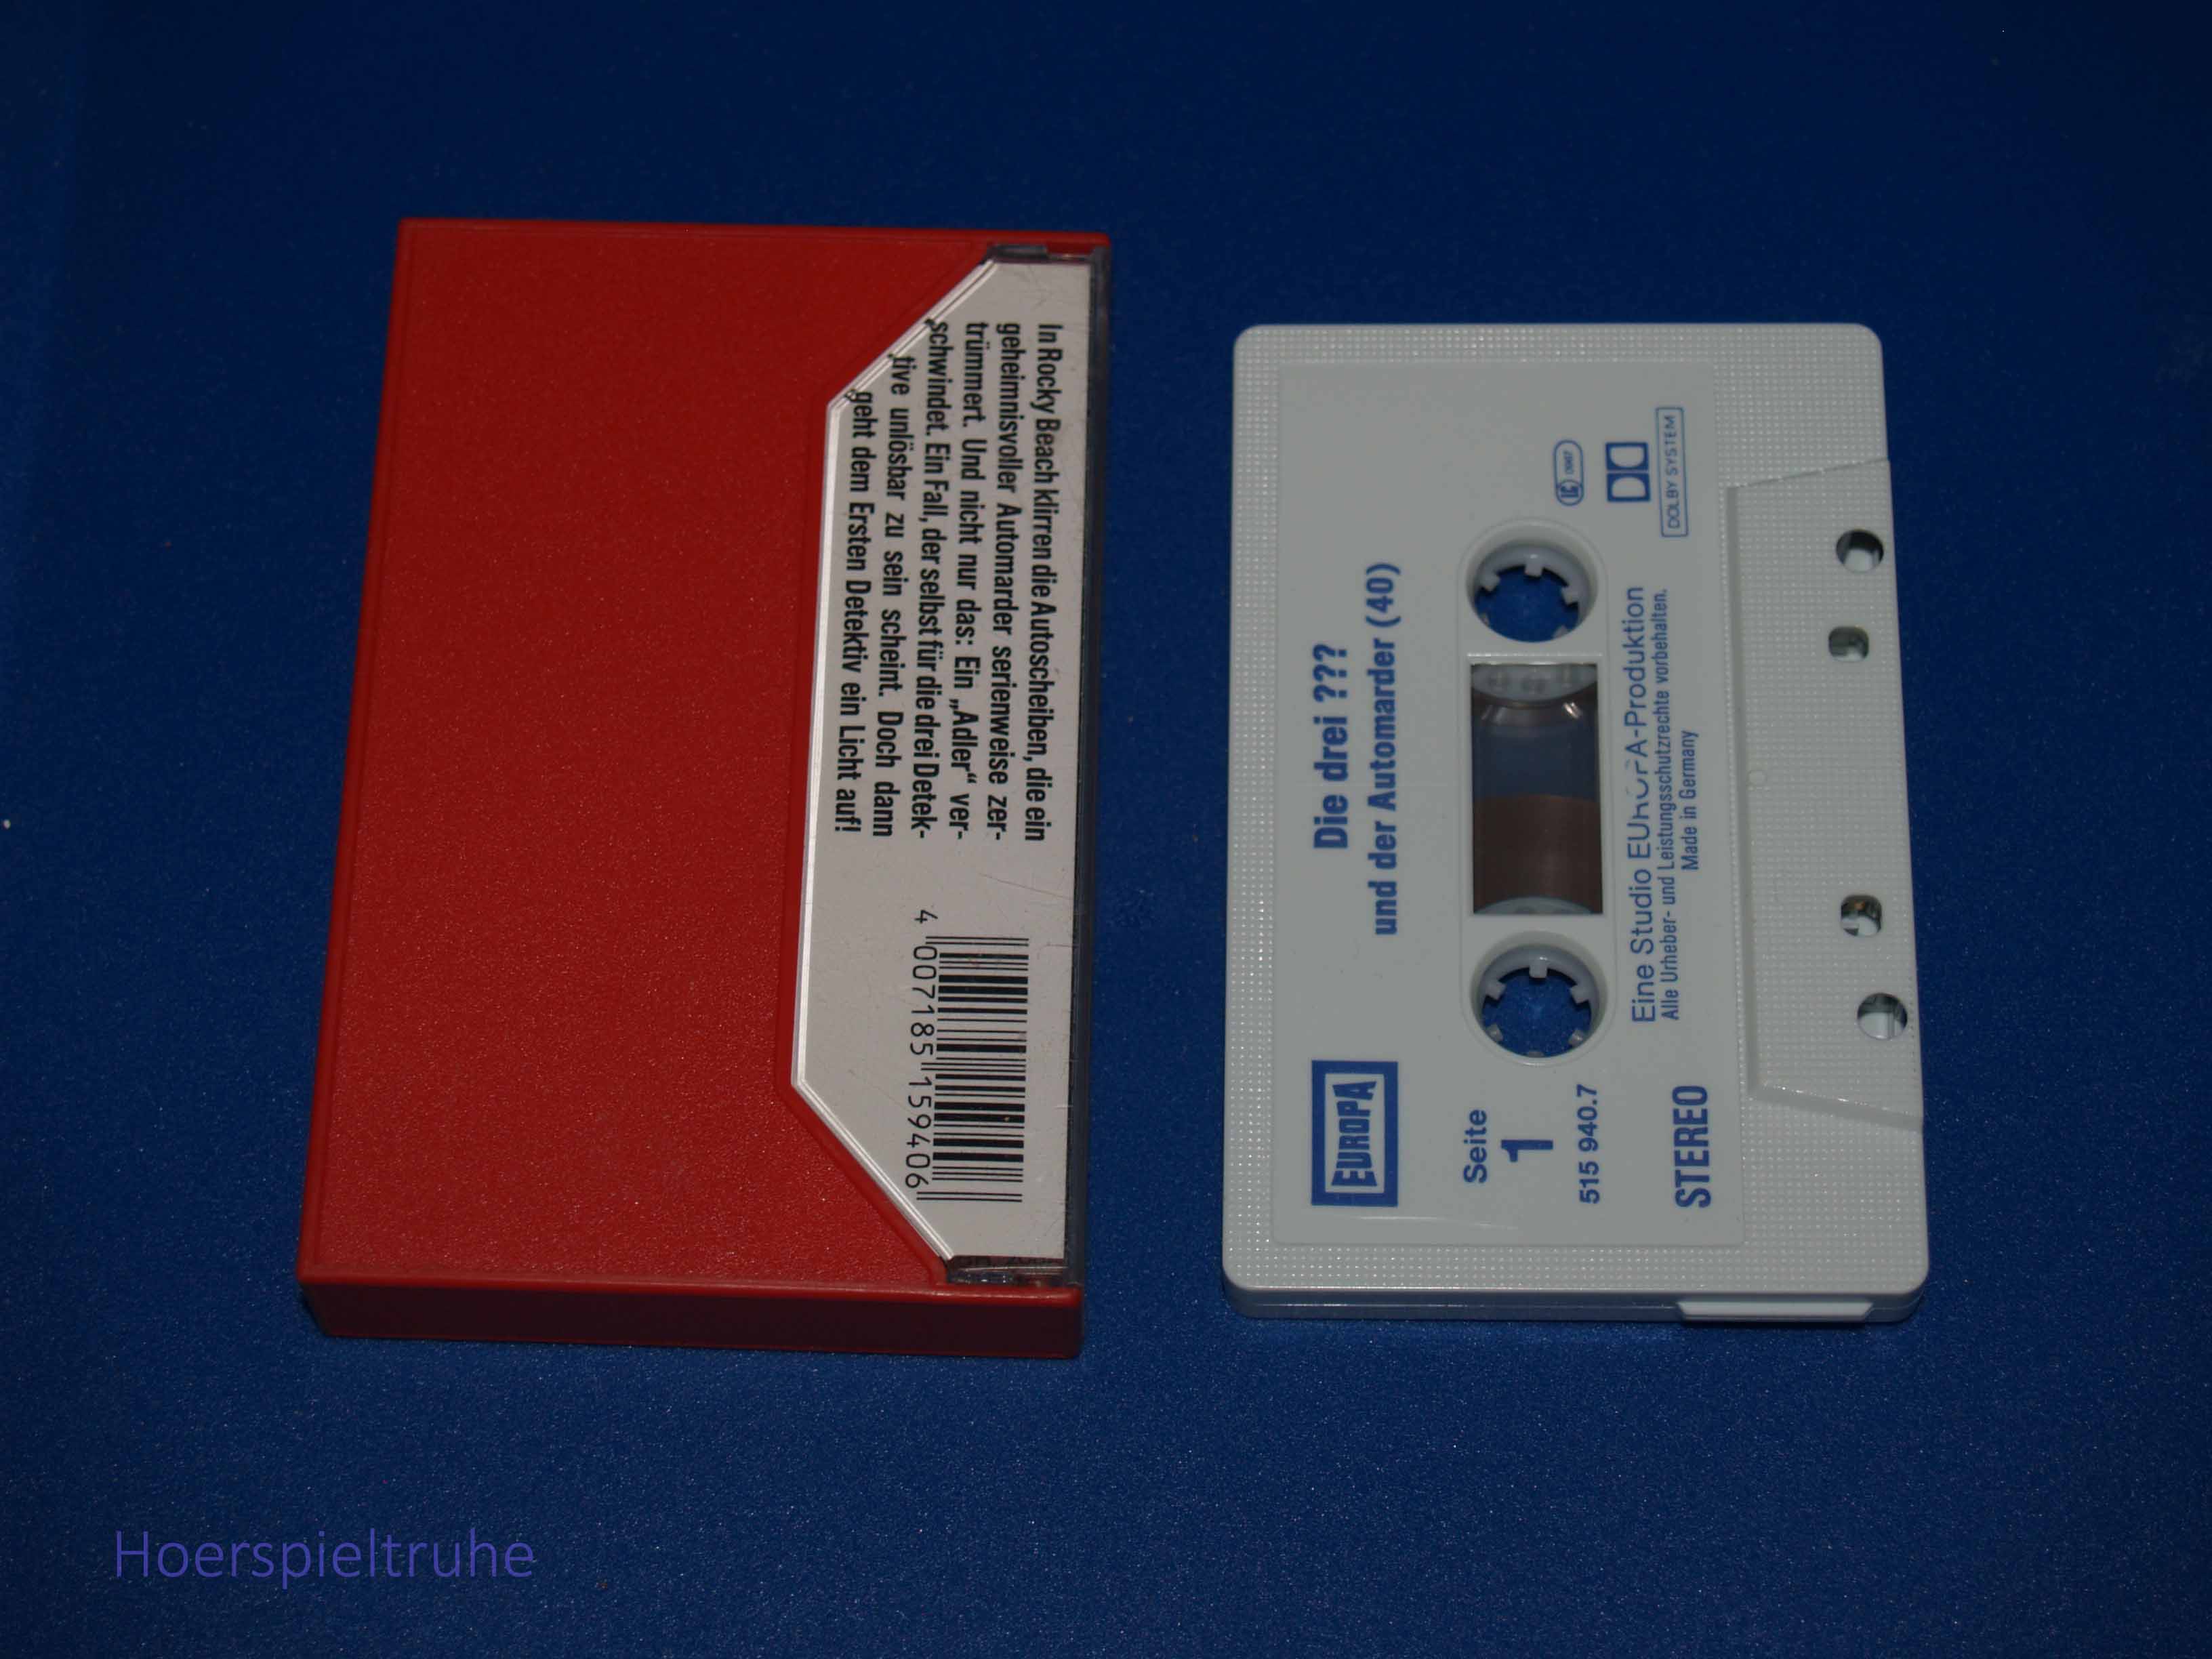 In Rocky Beach klirren die Autoscheiben, die ein
geheimnisvoller Automarder serienweise zer-
trümmert. Und nicht nur das: Ein „Adler“ ver-
schwindet. Ein Fall, der selbst für die drei Detek-
tive unlösbar zu sein scheint. Doch dann
geht dem Ersten Detektiv ein Licht auf!
4 007185 159406
Die drei ???
und der Automarder (40)
EUROPA
Seite
1
515 940.7
STEREO
DOLBY SYSTEM
Eine Studio EUROPA-Produktion
Alle Urheber- und Leistungsschutzrechte vorbehalten.
Made in Germany
Hoerspieltruhe